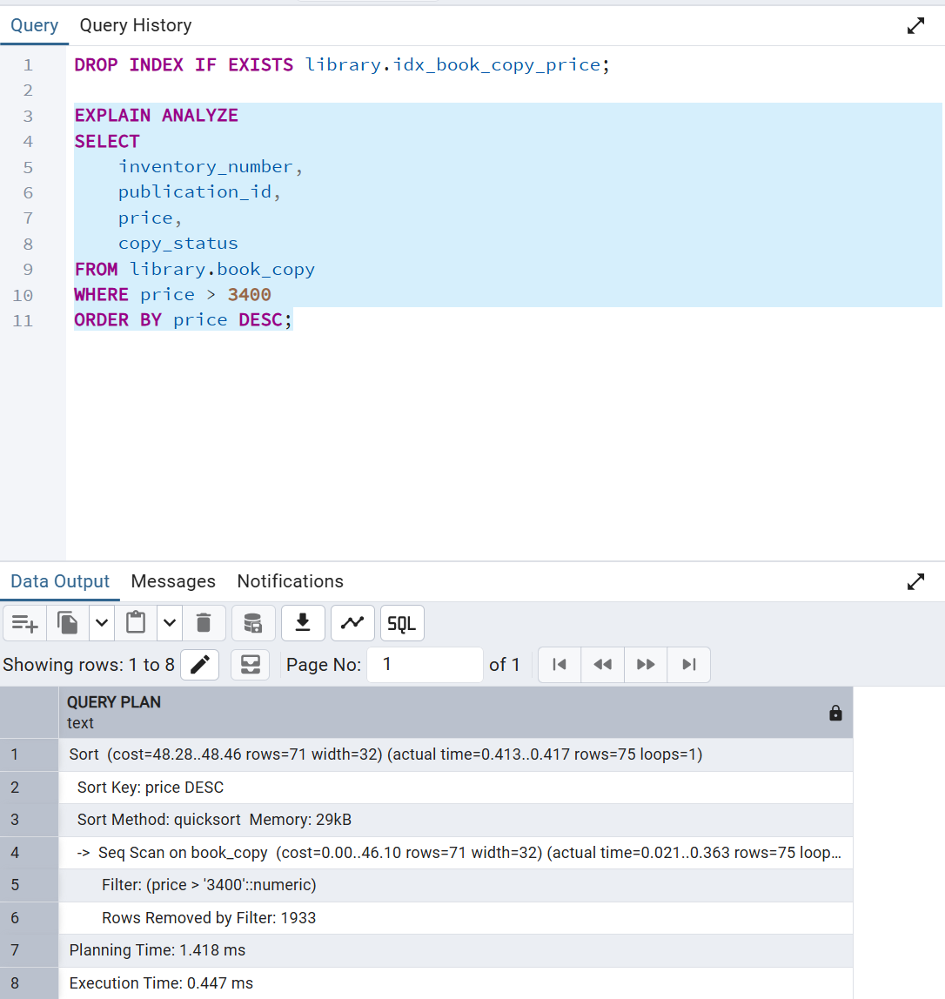 Query Query History
1 DROP INDEX IF EXISTS library.idx_book_copy_price;
2
3 EXPLAIN ANALYZE
4 SELECT
5 inventory_number,
6 publication_id,
7 price,
8 copy_status
9 FROM library.book_copy
10 WHERE price > 3400
11 ORDER BY price DESC;
Data Output Messages Notifications
SQL
Showing rows: 1 to 8 Page No: 1 of 1
QUERY PLAN
text
1 Sort (cost=48.28..48.46 rows=71 width=32) (actual time=0.413..0.417 rows=75 loops=1)
2 Sort Key: price DESC
3 Sort Method: quicksort Memory: 29kB
4 -> Seq Scan on book_copy (cost=0.00..46.10 rows=71 width=32) (actual time=0.021..0.363 rows=75 loop...
5 Filter: (price > '3400'::numeric)
6 Rows Removed by Filter: 1933
7 Planning Time: 1.418 ms
8 Execution Time: 0.447 ms